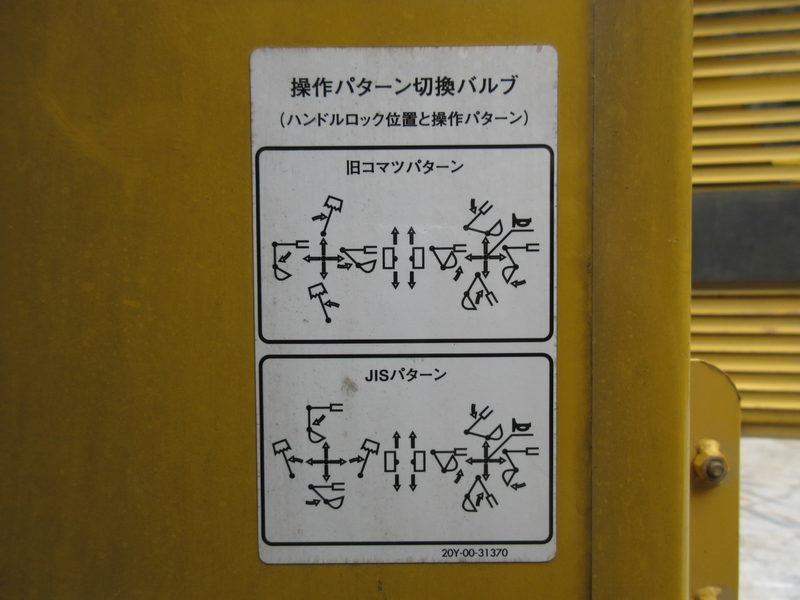 操作パターン切換バルブ
(ハンドルロック位置と操作パターン)
旧コマツパターン
JISパターン
20Y-00-31370